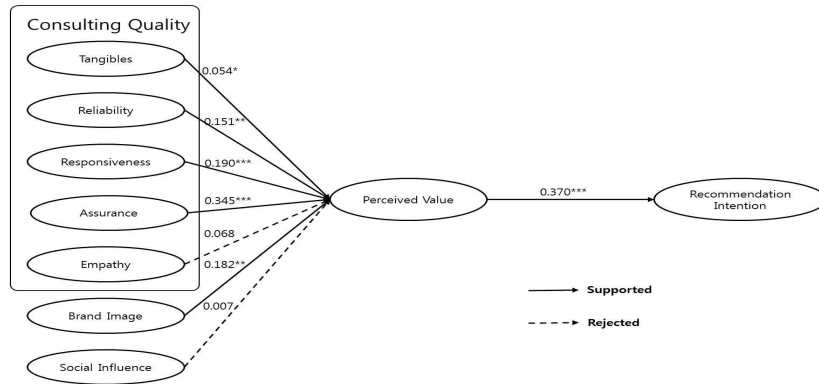 Consulting Quality
Tangibles
0.054*
Reliability
0.151**
Responsiveness
0.190***
Assurance
0.345***
Empathy
0.068
0.182**
Brand Image
0.007
Social Influence
Perceived Value
0.370***
Recommendation
Intention
Supported
Rejected